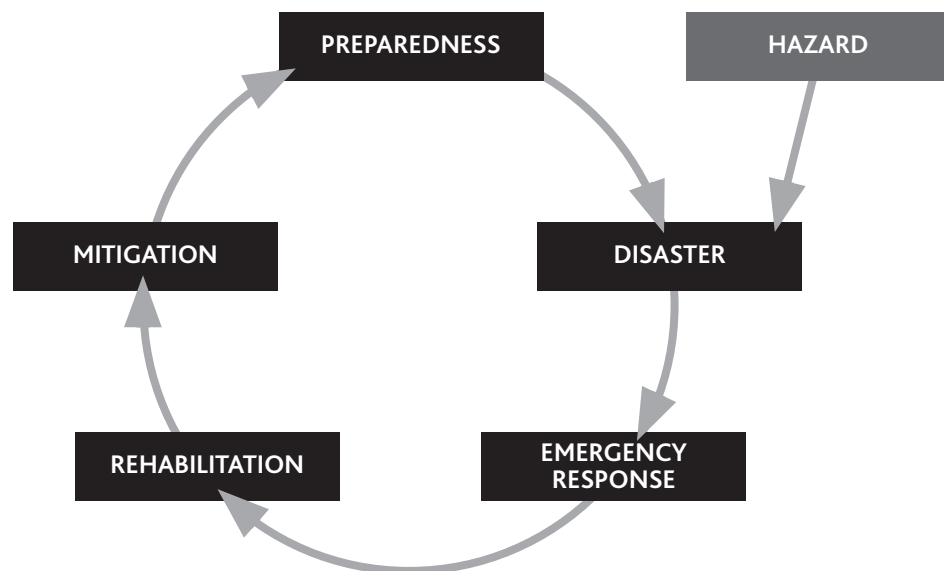 PREPAREDNESS
HAZARD
MITIGATION
DISASTER
REHABILITATION
EMERGENCY
RESPONSE